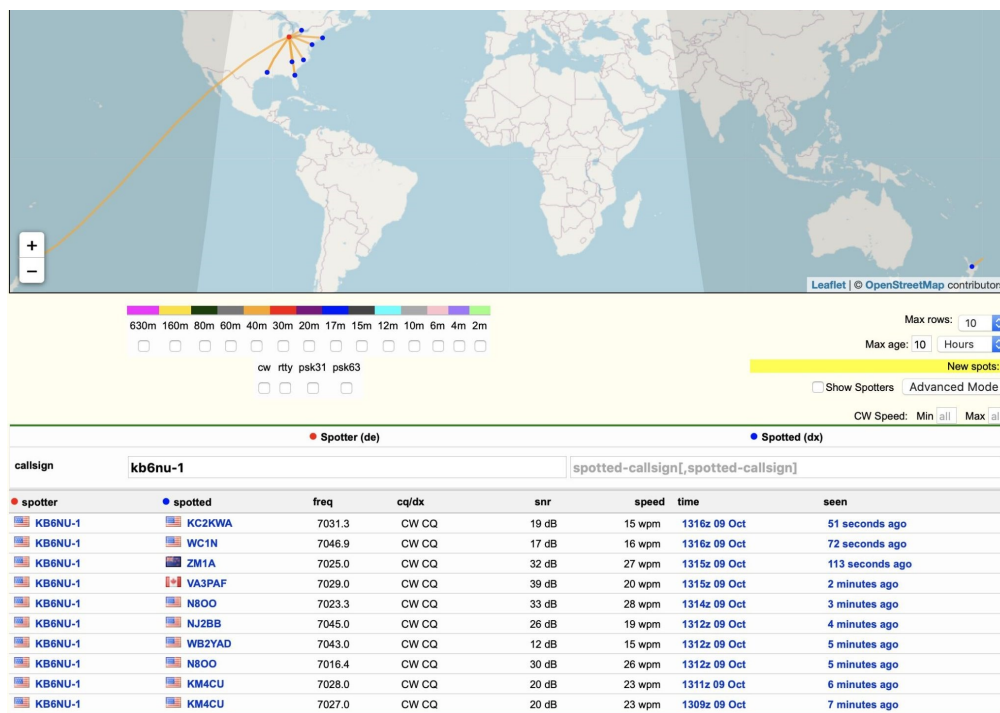 +
−
Leaflet | © OpenStreetMap contributors
630m 160m 80m 60m 40m 30m 20m 17m 15m 12m 10m 6m 4m 2m
cw rtty psk31 psk63
Max rows: 10
Max age: 10 Hours
New spots:
Show Spotters Advanced Mode
CW Speed: Min all Max al
Spotter (de) Spotted (dx)
callsign kb6nu-1 spotted-callsign[,spotted-callsign]
spotter spotted freq cq/dx snr speed time seen
KB6NU-1 KC2KWA 7031.3 CW CQ 19 dB 15 wpm 1316z 09 Oct 51 seconds ago
KB6NU-1 WC1N 7046.9 CW CQ 17 dB 16 wpm 1316z 09 Oct 72 seconds ago
KB6NU-1 ZM1A 7025.0 CW CQ 32 dB 27 wpm 1315z 09 Oct 113 seconds ago
KB6NU-1 VA3PAF 7029.0 CW CQ 39 dB 20 wpm 1315z 09 Oct 2 minutes ago
KB6NU-1 N8OO 7023.3 CW CQ 33 dB 28 wpm 1314z 09 Oct 3 minutes ago
KB6NU-1 NJ2BB 7045.0 CW CQ 26 dB 19 wpm 1312z 09 Oct 4 minutes ago
KB6NU-1 WB2YAD 7043.0 CW CQ 12 dB 15 wpm 1312z 09 Oct 5 minutes ago
KB6NU-1 N8OO 7016.4 CW CQ 30 dB 26 wpm 1312z 09 Oct 5 minutes ago
KB6NU-1 KM4CU 7028.0 CW CQ 20 dB 23 wpm 1311z 09 Oct 6 minutes ago
KB6NU-1 KM4CU 7027.0 CW CQ 20 dB 23 wpm 1309z 09 Oct 7 minutes ago